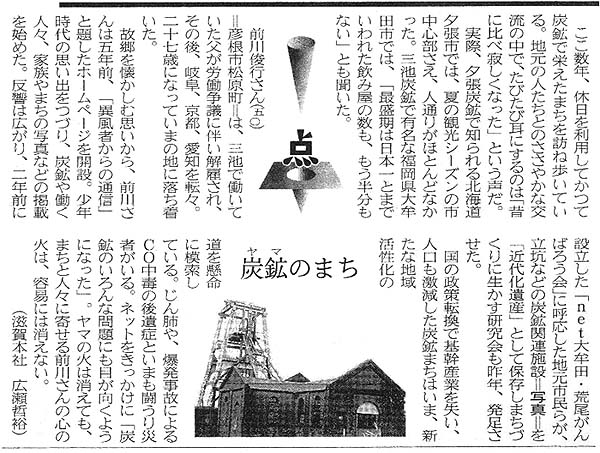 ここ数年、休日を利用してかつて
炭鉱で栄えたまちを訪ね歩いてい
る。地元の人たちとのささやかな交
流の中で、たびたび耳にするのは「昔
に比べ寂しくなった」という声だ。
実際、夕張炭鉱で知られる北海道
夕張市では、夏の観光シーズンの市
中心部さえ、人通りがほとんどなか
った。三池炭鉱で有名な福岡県大牟
田市では、「最盛期は日本一とまで
いわれた飲み屋の数も、もう半分も
ない」とも聞いた。
点
前川俊行さん
＝彦根市松原町＝は、三池で働いて
いた父が労働争議に伴い解雇され、
その後、岐阜、京都、愛知を転々。
二十七歳になっていまの地に落ち着
いた。
故郷を懐かしむ思いから、前川さ
んは五年前、「異風者からの通信」
と題したホームページを開設。少年
時代の思い出をつづり、炭鉱や働く
人々、家族やまちの写真などの掲載
を始めた。反響は広がり、二年前に
設立した「ｎｅｔ大牟田・荒尾がん
ばろう会」に呼応した地元市民らが、
立坑などの炭鉱関連施設＝写真＝を
「近代化遺産」として保存しまちづ
くりに生かす研究会も昨年、発足さ
せた。
国の政策転換で基幹産業を失い、
人口も激減した炭鉱まちはいま、新
たな地域
活性化の
炭鉱のまち
ヤマ
道を懸命
に模索し
ている。じん肺や、爆発事故による
ＣＯ中毒の後遺症といまも闘うり災
者がいる。ネットをきっかけに「炭
鉱のいろんな問題にも目が向くよう
になった」。ヤマの火は消えても、
まちと人々に寄せる前川さんの心の
火は、容易には消えない。
（滋賀本社　広瀬哲裕）